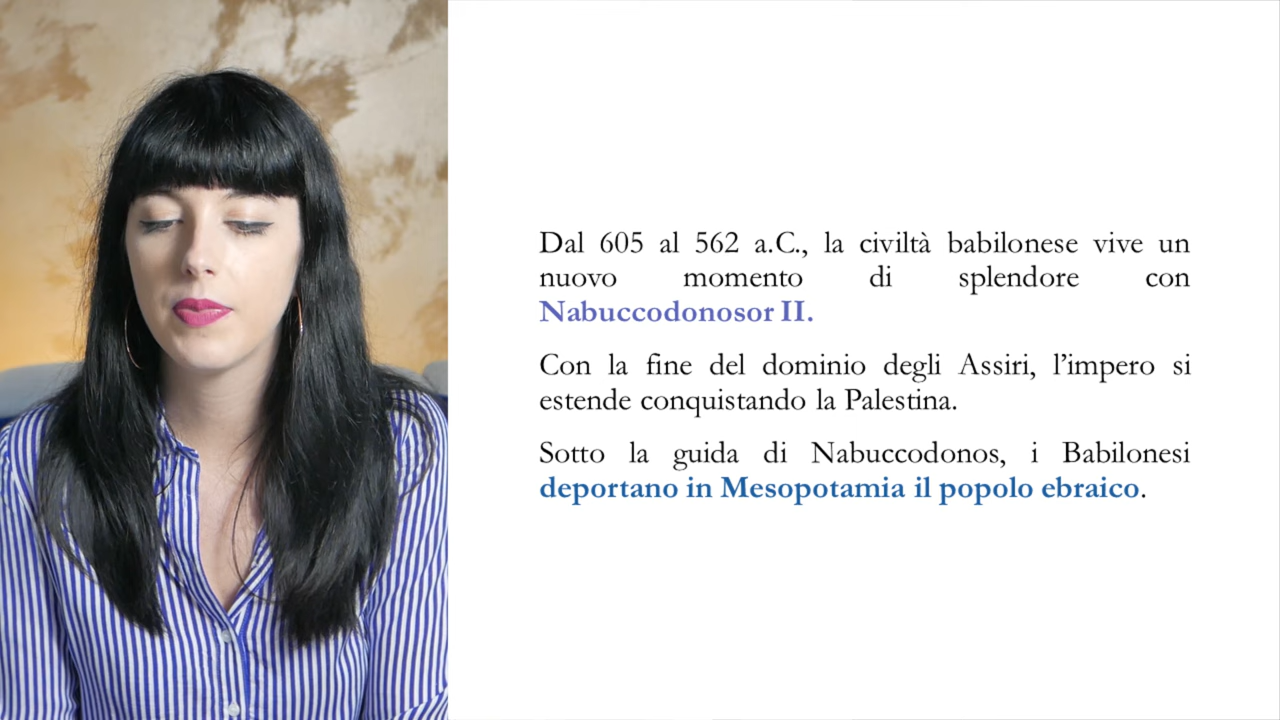 Dal 605 al 562 a.C., la civiltà babilonese vive un
nuovo momento di splendore con
Nabuccodonosor II.
Con la fine del dominio degli Assiri, l’impero si
estende conquistando la Palestina.
Sotto la guida di Nabuccodonos, i Babilonesi
deportano in Mesopotamia il popolo ebraico.